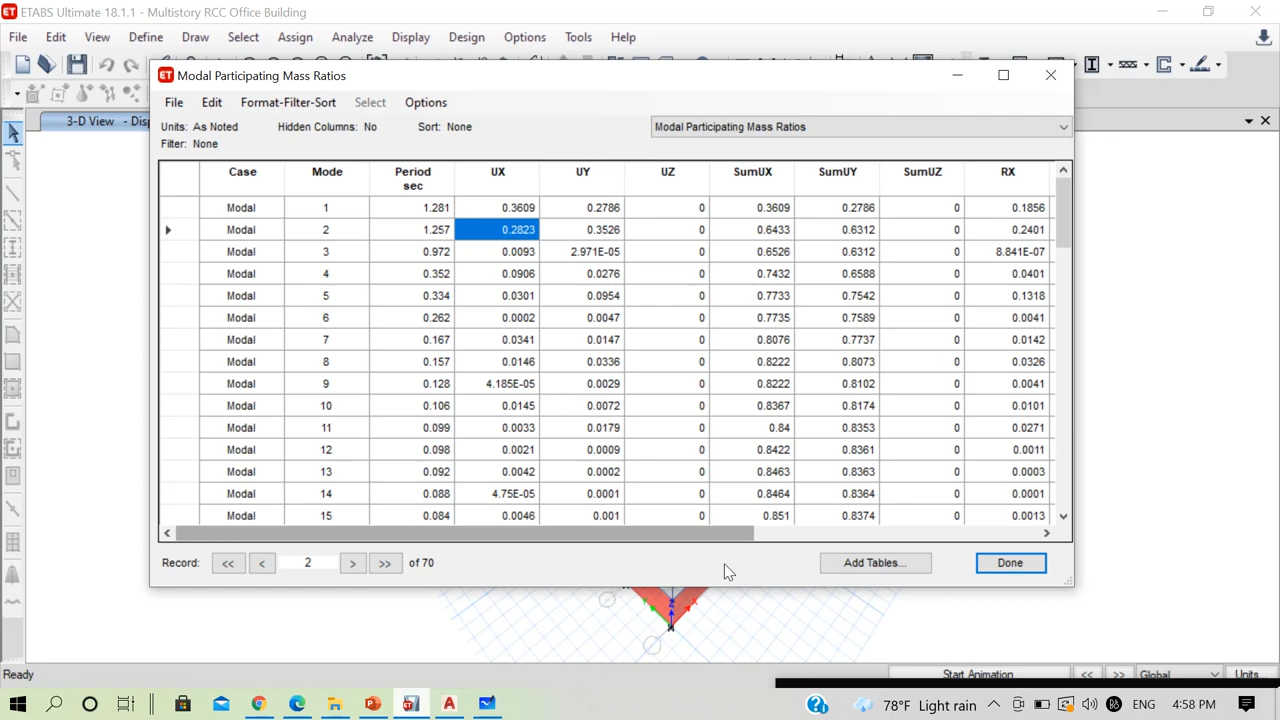 ETABS Ultimate 18.1.1 - Multistory RCC Office Building
File Edit View Define Draw Select Assign Analyze Display Design Options Tools Help
3-D View - Disp
Modal Participating Mass Ratios
File Edit Format-Filter-Sort Select Options
Units: As Noted Hidden Columns: No Sort: None Modal Participating Mass Ratios
Filter: None
Case Mode Period sec UX UY UZ SumUX SumUY SumUZ RX
Modal 1 1.281 0.3609 0.2786 0 0.3609 0.2786 0 0.1856
Modal 2 1.257 0.2823 0.3526 0 0.6433 0.6312 0 0.2401
Modal 3 0.972 0.0093 2.971E-05 0 0.6526 0.6312 0 8.841E-07
Modal 4 0.352 0.0906 0.0276 0 0.7432 0.6588 0 0.0401
Modal 5 0.334 0.0301 0.0954 0 0.7733 0.7542 0 0.1318
Modal 6 0.262 0.0002 0.0047 0 0.7735 0.7589 0 0.0041
Modal 7 0.167 0.0341 0.0147 0 0.8076 0.7737 0 0.0142
Modal 8 0.157 0.0146 0.0336 0 0.8222 0.8073 0 0.0326
Modal 9 0.128 4.185E-05 0.0029 0 0.8222 0.8102 0 0.0041
Modal 10 0.106 0.0145 0.0072 0 0.8367 0.8174 0 0.0101
Modal 11 0.099 0.0033 0.0179 0 0.84 0.8353 0 0.0271
Modal 12 0.098 0.0021 0.0009 0 0.8422 0.8361 0 0.0011
Modal 13 0.092 0.0042 0.0002 0 0.8463 0.8363 0 0.0003
Modal 14 0.088 4.75E-05 0.0001 0 0.8464 0.8364 0 0.0001
Modal 15 0.084 0.0046 0.001 0 0.851 0.8374 0 0.0013
Record: << < 2 > >> of 70 Add Tables... Done
Z X
Ready Start Animation << >> Global Units...
78°F Light rain ENG 4:58 PM